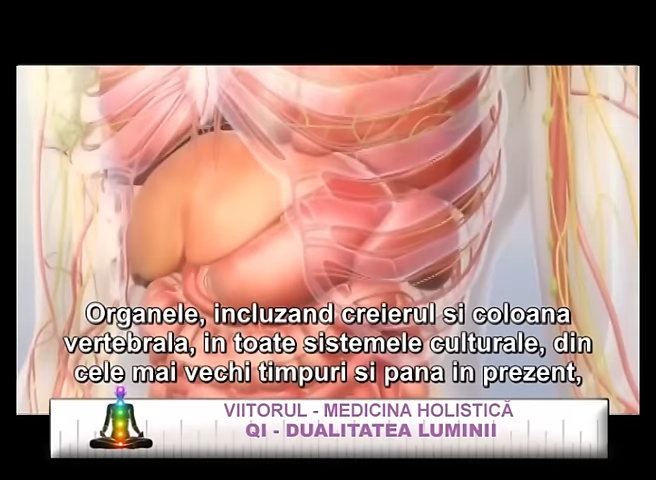 Organele, incluzand creierul si coloana
vertebrala, in toate sistemele culturale, din
cele mai vechi timpuri si pana in prezent,
VIITORUL - MEDICINA HOLISTICĂ
QI - DUALITATEA LUMINII